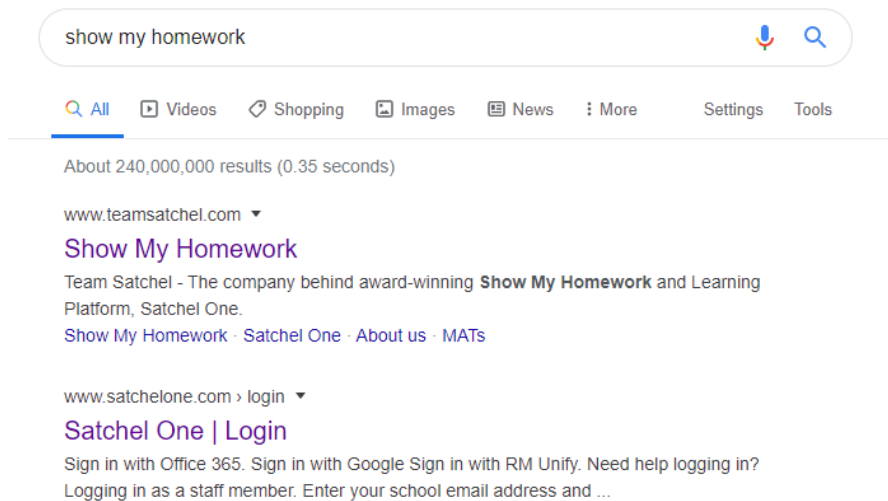 show my homework
All Videos Shopping Images News More Settings Tools
About 240,000,000 results (0.35 seconds)
www.teamsatchel.com
Show My Homework
Team Satchel - The company behind award-winning Show My Homework and Learning
Platform, Satchel One.
Show My Homework · Satchel One · About us · MATs
www.satchelone.com › login
Satchel One | Login
Sign in with Office 365. Sign in with Google Sign in with RM Unify. Need help logging in?
Logging in as a staff member. Enter your school email address and ...